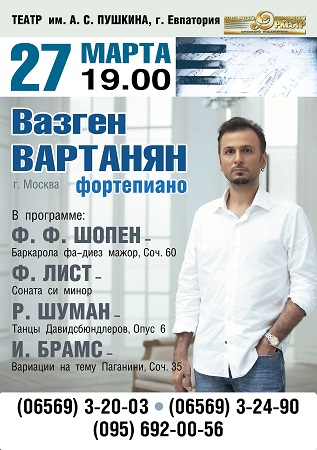 ТЕАТР им. А. С. ПУШКИНА, г. Евпатория
27 МАРТА
19.00
Вазген
ВАРТАНЯН
г. Москва фортепиано
В программе:
Ф. Ф. ШОПЕН –
Баркарола фа-диез мажор, Соч. 60
Ф. ЛИСТ –
Соната си минор
Р. ШУМАН –
Танцы Давидсбюндлеров, Опус 6
И. БРАМС –
Вариации на тему Паганини, Соч. 35
(06569) 3-20-03 • (06569) 3-24-90
(095) 692-00-56